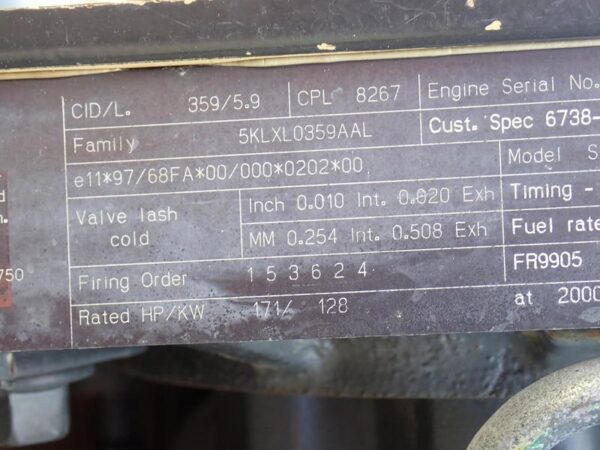 CID/L. 359/5.9 CPL 8267 Engine Serial No.
Family 5KLXL0359AAL Cust. Spec 6738-
e11*97/68FA*00/000*0202*00 Model S
Valve lash cold Inch 0.010 Int. 0.020 Exh Timing -
MM 0.254 Int. 0.508 Exh Fuel rate
Firing Order 1 5 3 6 2 4 FR9905
750
Rated HP/KW 171/ 128 at 2000